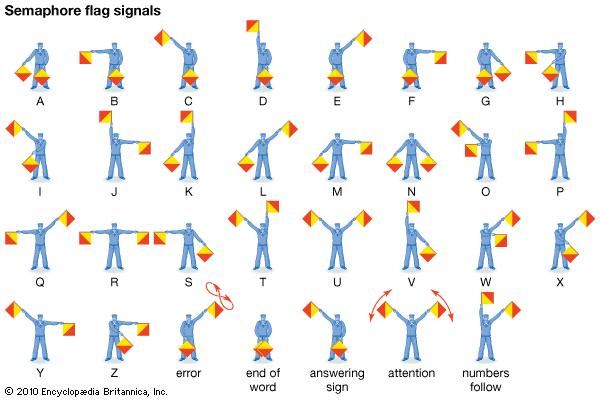 Semaphore flag signals
A B C D E F G H
I J K L M N O P
Q R S T U V W X
Y Z error end of word answering sign attention numbers follow
© 2010 Encyclopædia Britannica, Inc.